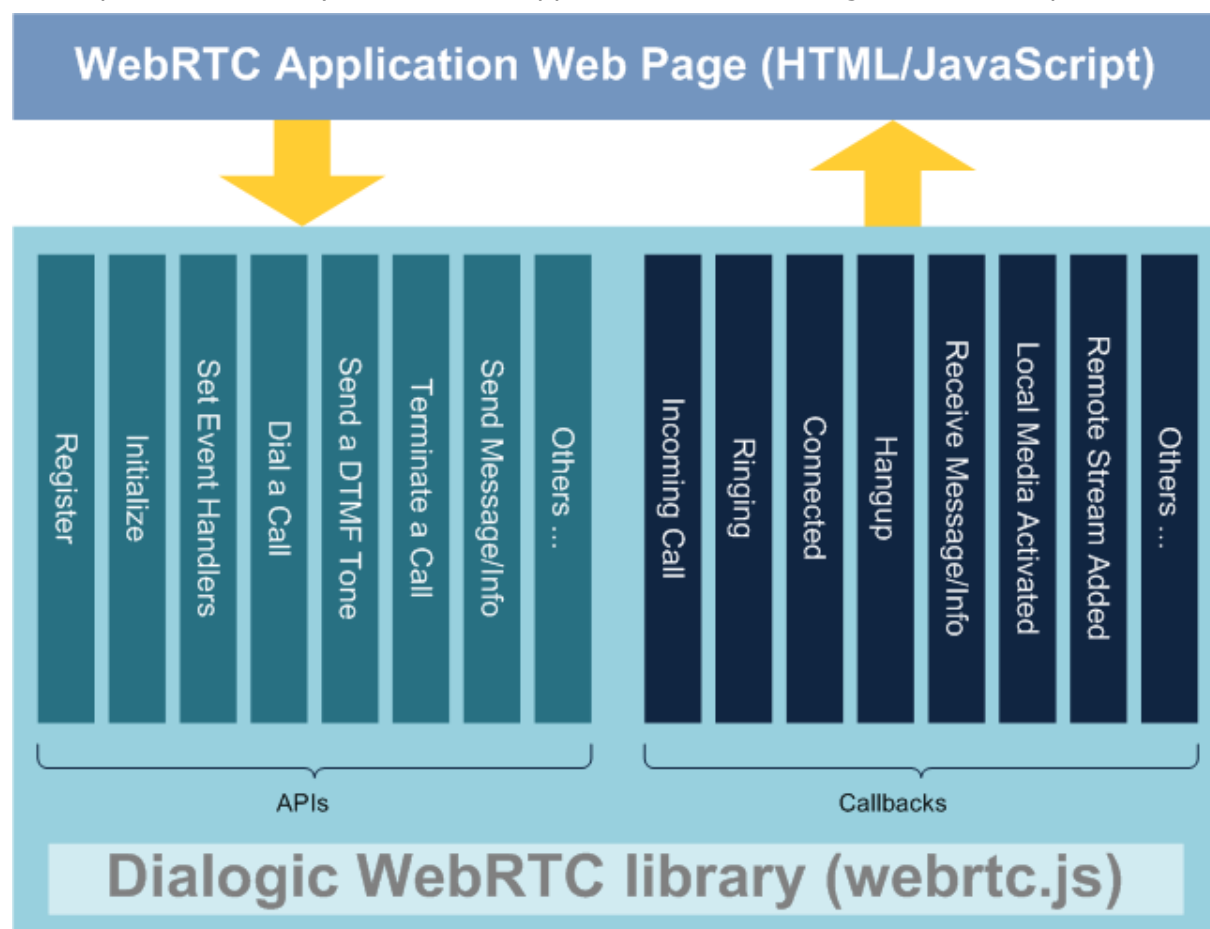 WebRTC Application Web Page (HTML/JavaScript)
Register
Initialize
Set Event Handlers
Dial a Call
Send a DTMF Tone
Terminate a Call
Send Message/Info
Others ...
Incoming Call
Ringing
Connected
Hangup
Receive Message/Info
Local Media Activated
Remote Stream Added
Others ...
APIs
Callbacks
Dialogic WebRTC library (webrtc.js)